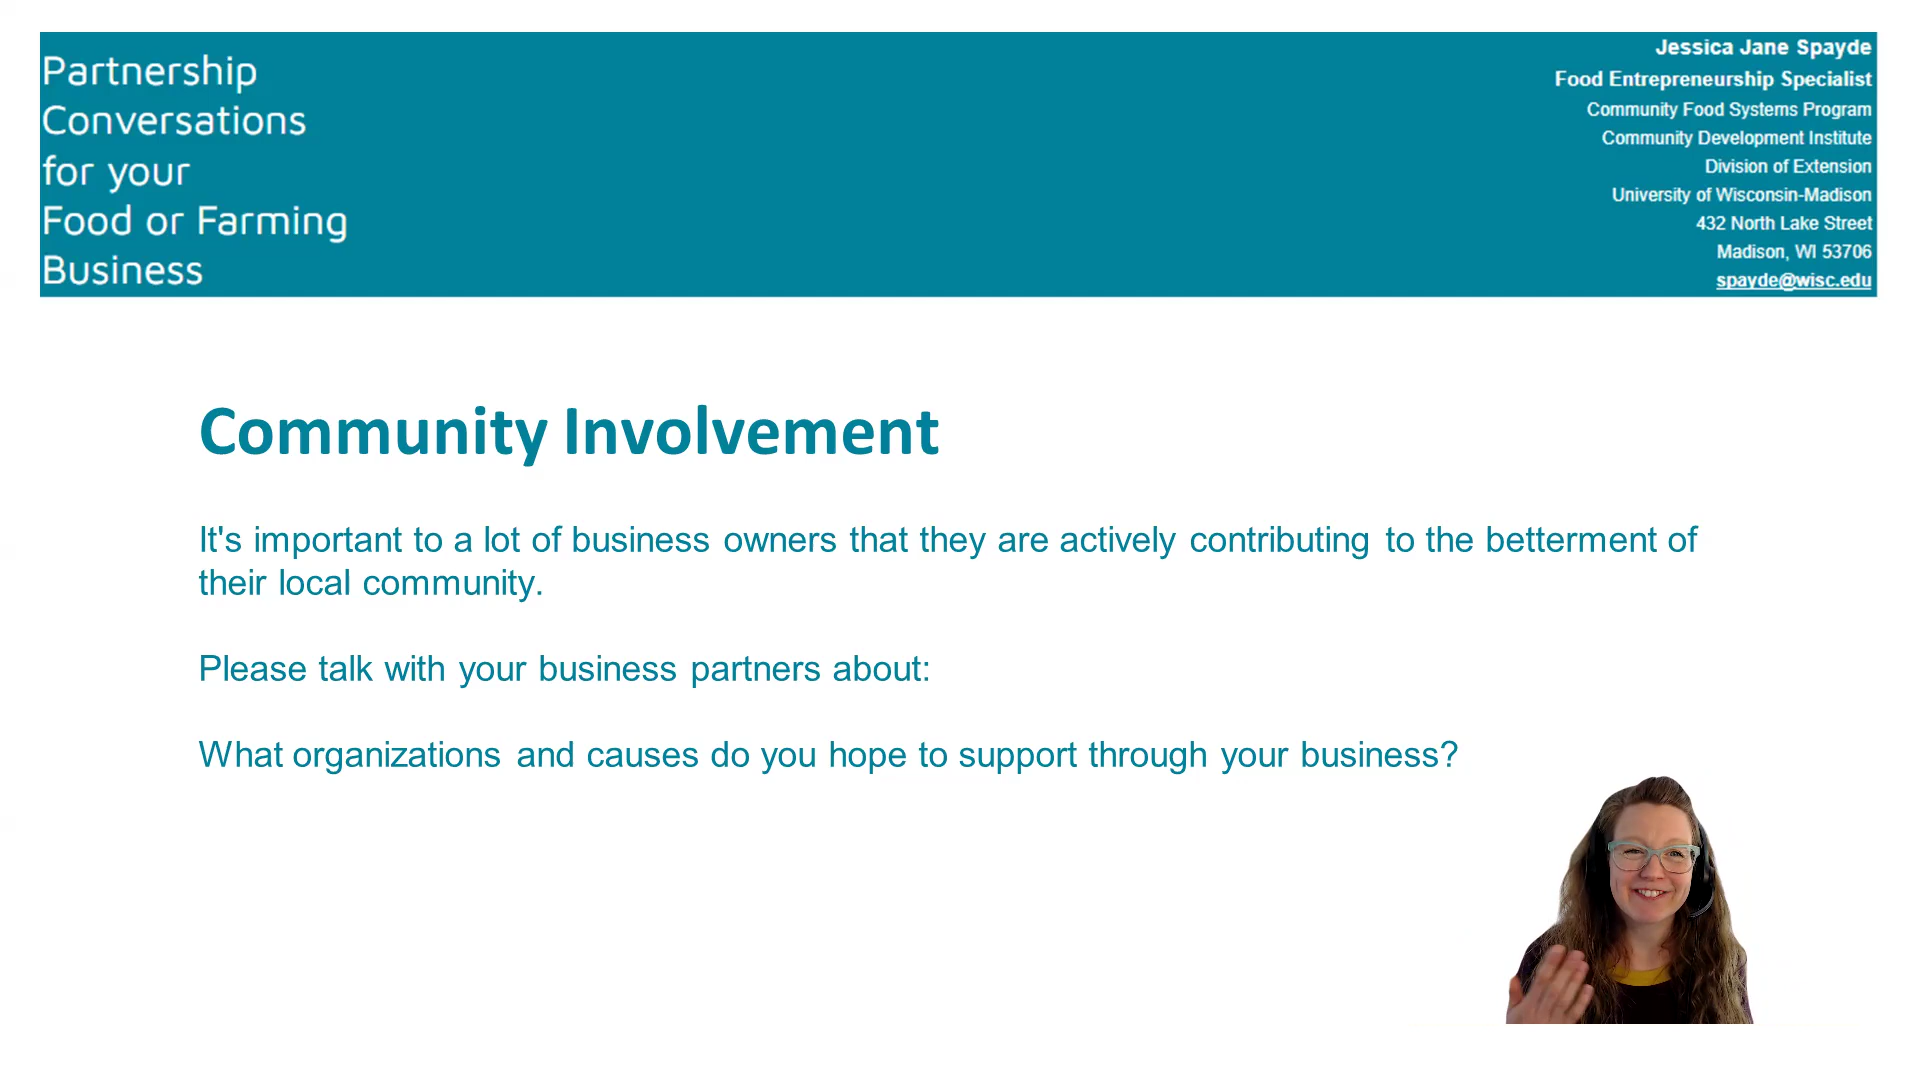 Partnership
Conversations
for your
Food or Farming
Business
Jessica Jane Spayde
Food Entrepreneurship Specialist
Community Food Systems Program
Community Development Institute
Division of Extension
University of Wisconsin-Madison
432 North Lake Street
Madison, WI 53706
spayde@wisc.edu
Community Involvement
It's important to a lot of business owners that they are actively contributing to the betterment of
their local community.
Please talk with your business partners about:
What organizations and causes do you hope to support through your business?